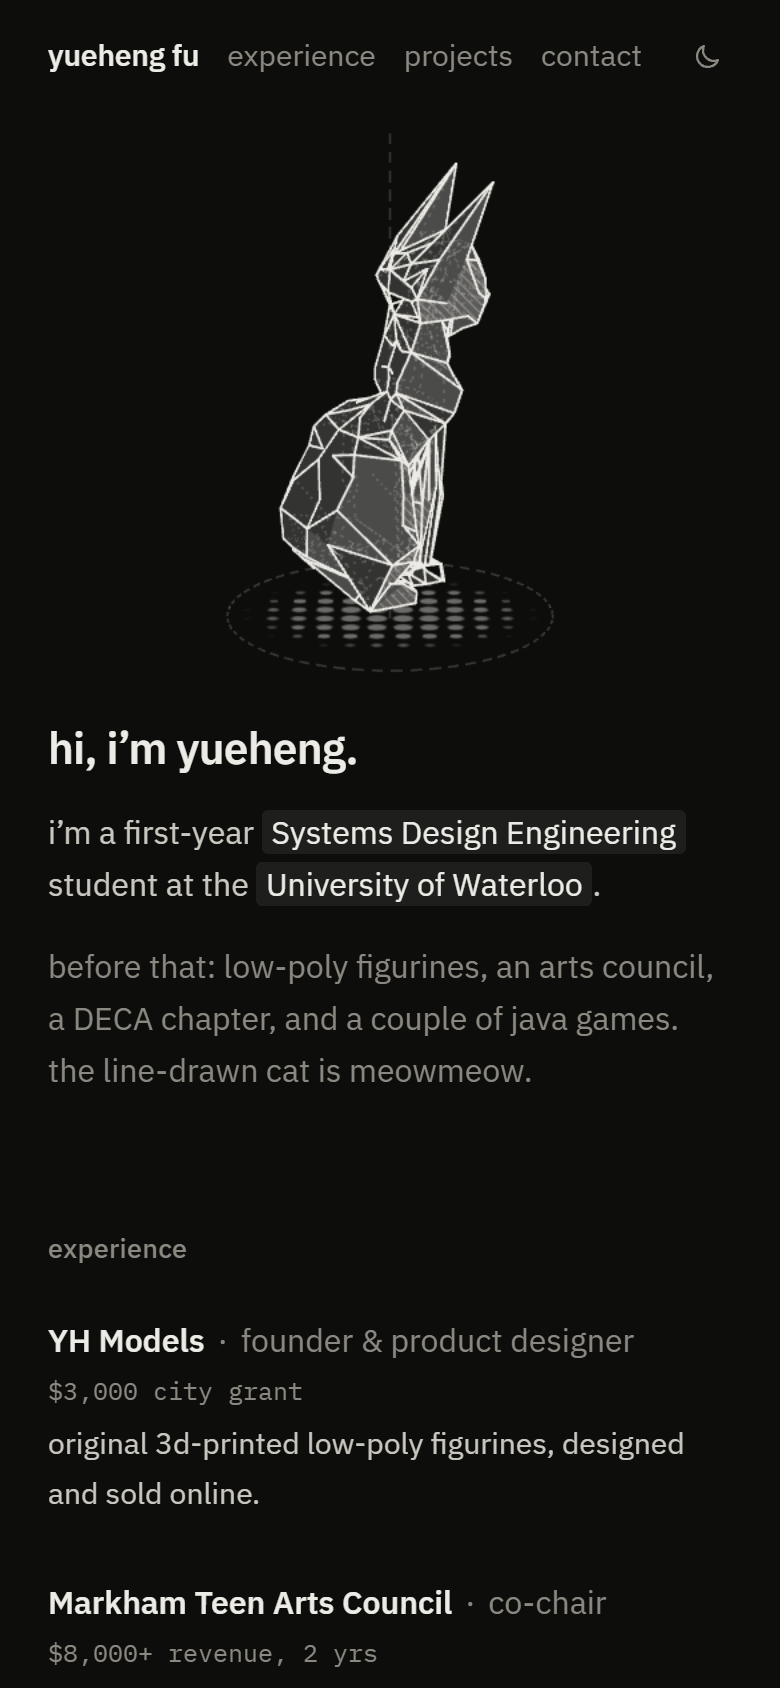 yueheng fu experience projects contact
hi, i’m yueheng.
i’m a first-year Systems Design Engineering
student at the University of Waterloo.
before that: low-poly figurines, an arts council,
a DECA chapter, and a couple of java games.
the line-drawn cat is meowmeow.
experience
YH Models · founder & product designer
$3,000 city grant
original 3d-printed low-poly figurines, designed
and sold online.
Markham Teen Arts Council · co-chair
$8,000+ revenue, 2 yrs